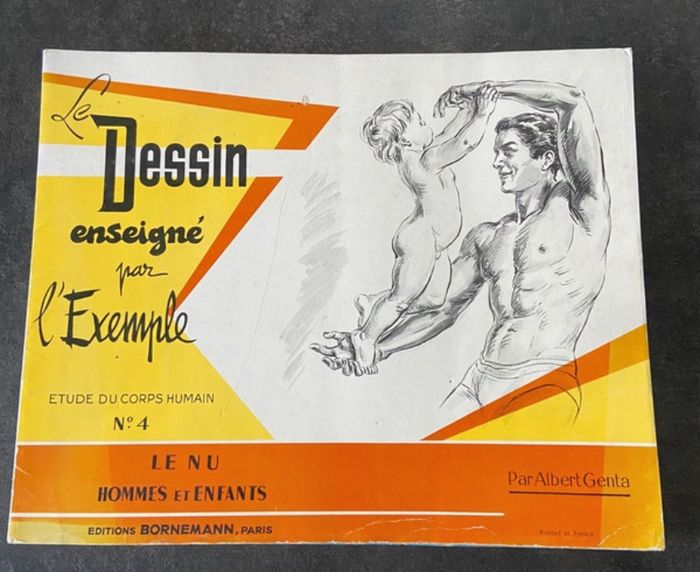 Le
Dessin
enseigné
par
l'Exemple
ETUDE DU CORPS HUMAIN
Nº 4
LE NU
HOMMES ET ENFANTS
Par Albert Genta
EDITIONS BORNEMANN, PARIS
Printed in France